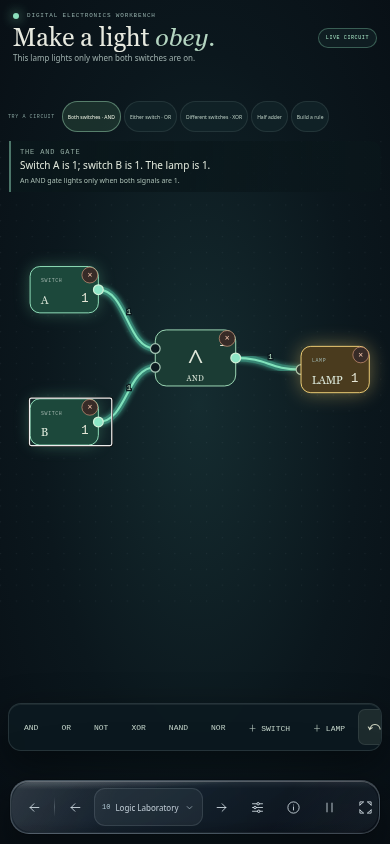 DIGITAL ELECTRONICS WORKBENCH
Make a light obey.
This lamp lights only when both switches are on.
LIVE CIRCUIT
TRY A CIRCUIT
Both switches · AND
Either switch · OR
Different switches · XOR
Half adder
Build a rule
THE AND GATE
Switch A is 1; switch B is 1. The lamp is 1.
An AND gate lights only when both signals are 1.
SWITCH
A 1
1
AND
1
LAMP
LAMP 1
SWITCH
B 1
1
AND OR NOT XOR NAND NOR + SWITCH + LAMP
10 Logic Laboratory